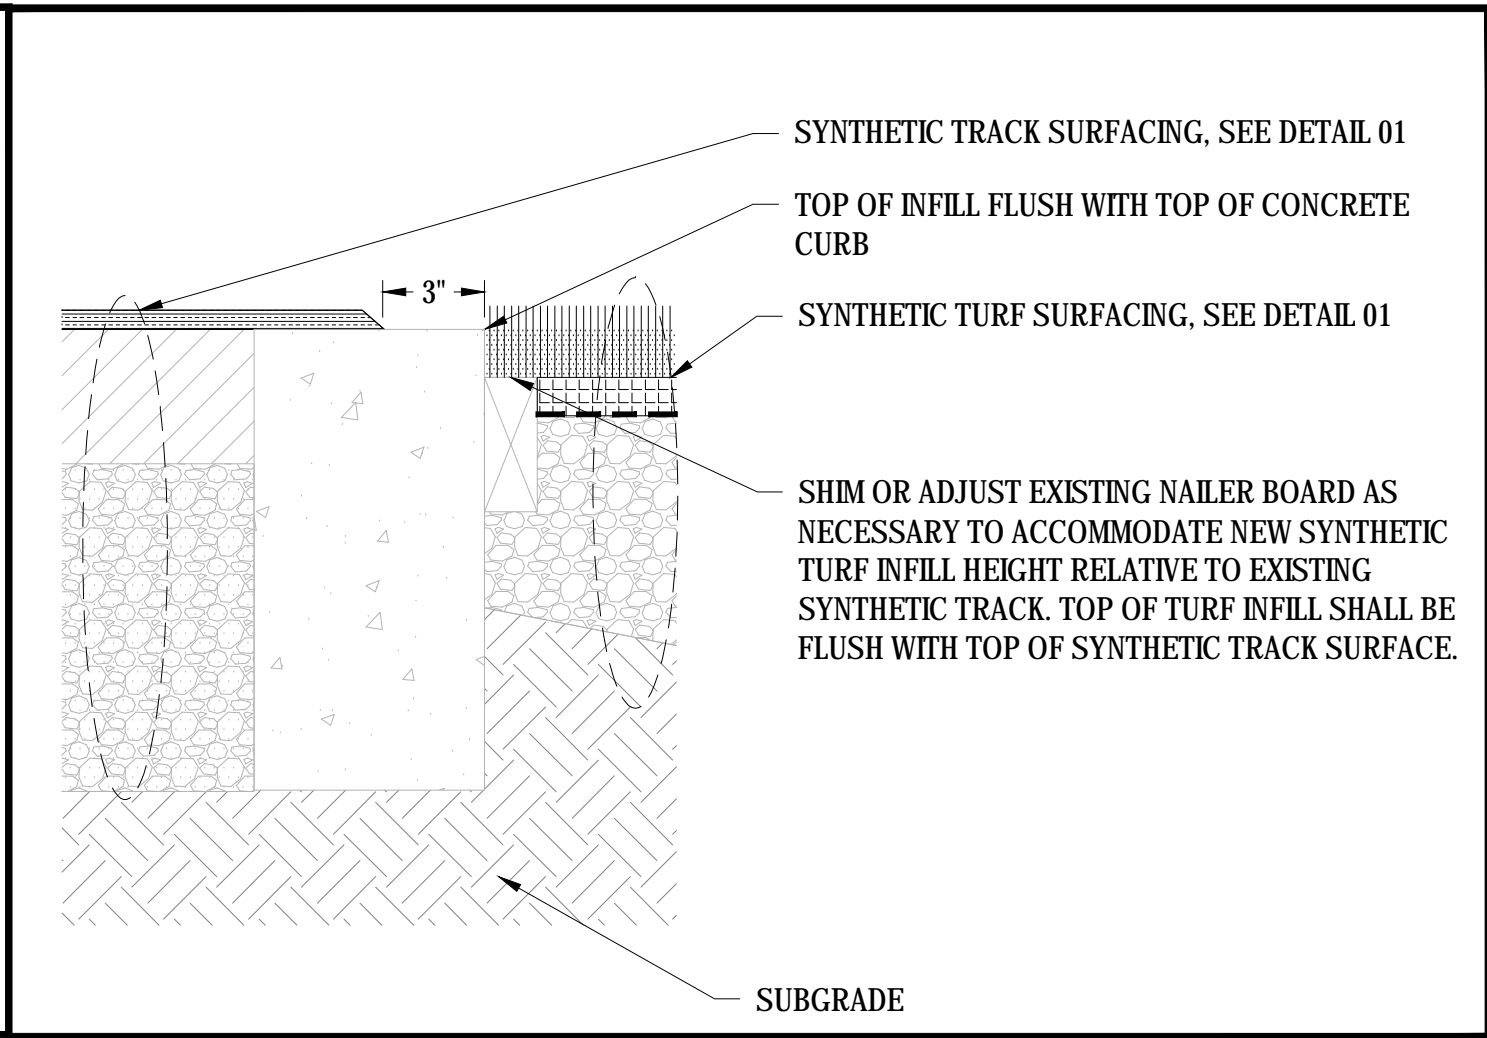 SYNTHETIC TRACK SURFACING, SEE DETAIL 01
TOP OF INFILL FLUSH WITH TOP OF CONCRETE
CURB
3"
SYNTHETIC TURF SURFACING, SEE DETAIL 01
SHIM OR ADJUST EXISTING NAILER BOARD AS
NECESSARY TO ACCOMMODATE NEW SYNTHETIC
TURF INFILL HEIGHT RELATIVE TO EXISTING
SYNTHETIC TRACK. TOP OF TURF INFILL SHALL BE
FLUSH WITH TOP OF SYNTHETIC TRACK SURFACE.
SUBGRADE